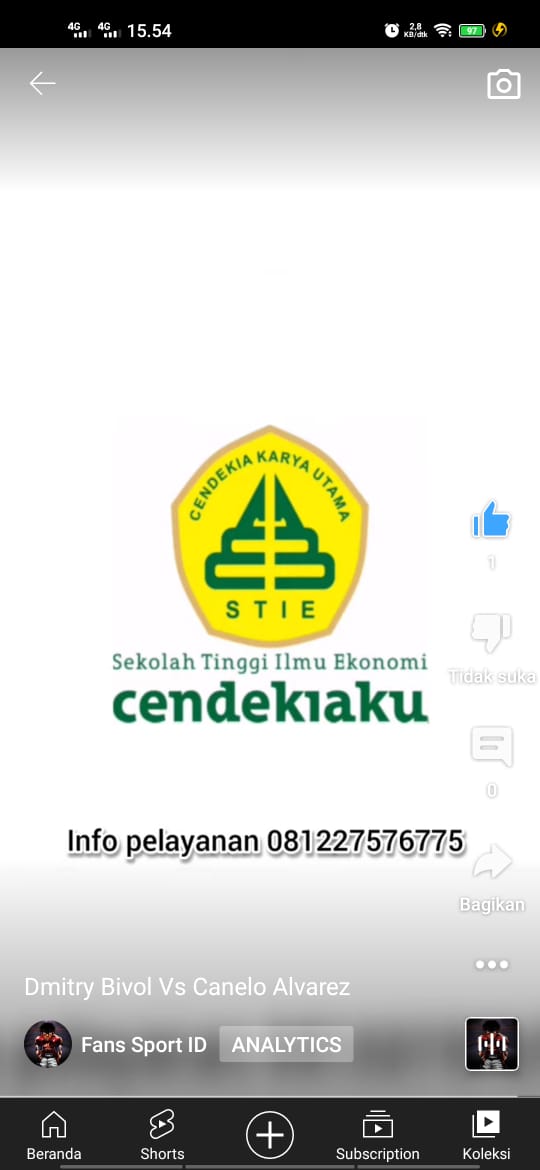 4G 4G 15.54 2,8 KB/dtk 97
CENDEKIA KARYA UTAMA
STIE
Sekolah Tinggi Ilmu Ekonomi
cendekiaku
1
Tidak suka
0
Info pelayanan 081227576775
Bagikan
Dmitry Bivol Vs Canelo Alvarez
Fans Sport ID ANALYTICS
Beranda Shorts Subscription Koleksi